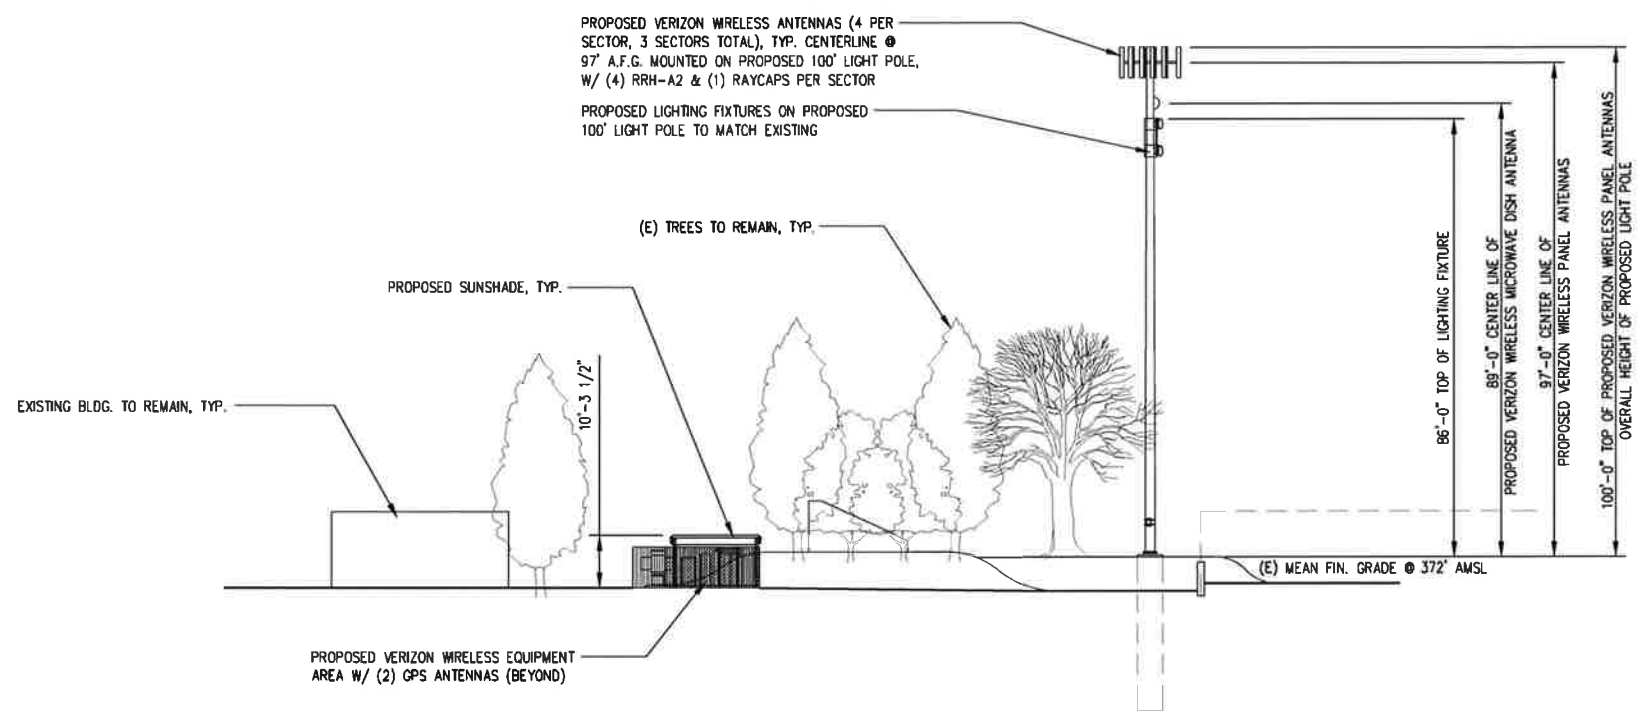 PROPOSED VERIZON WIRELESS ANTENNAS (4 PER
SECTOR, 3 SECTORS TOTAL), TYP. CENTERLINE @
97' A.F.G. MOUNTED ON PROPOSED 100' LIGHT POLE,
W/ (4) RRH-A2 & (1) RAYCAPS PER SECTOR
PROPOSED LIGHTING FIXTURES ON PROPOSED
100' LIGHT POLE TO MATCH EXISTING
(E) TREES TO REMAIN, TYP.
PROPOSED SUNSHADE, TYP.
EXISTING BLDG. TO REMAIN, TYP.
10'-3 1/2"
86'-0" TOP OF LIGHTING FIXTURE
89'-0" CENTER LINE OF
PROPOSED VERIZON WIRELESS MICROWAVE DISH ANTENNA
97'-0" CENTER LINE OF
PROPOSED VERIZON WIRELESS PANEL ANTENNAS
100'-0" TOP OF PROPOSED VERIZON WIRELESS PANEL ANTENNAS
OVERALL HEIGHT OF PROPOSED LIGHT POLE
(E) MEAN FIN. GRADE @ 372' AMSL
PROPOSED VERIZON WIRELESS EQUIPMENT
AREA W/ (2) GPS ANTENNAS (BEYOND)